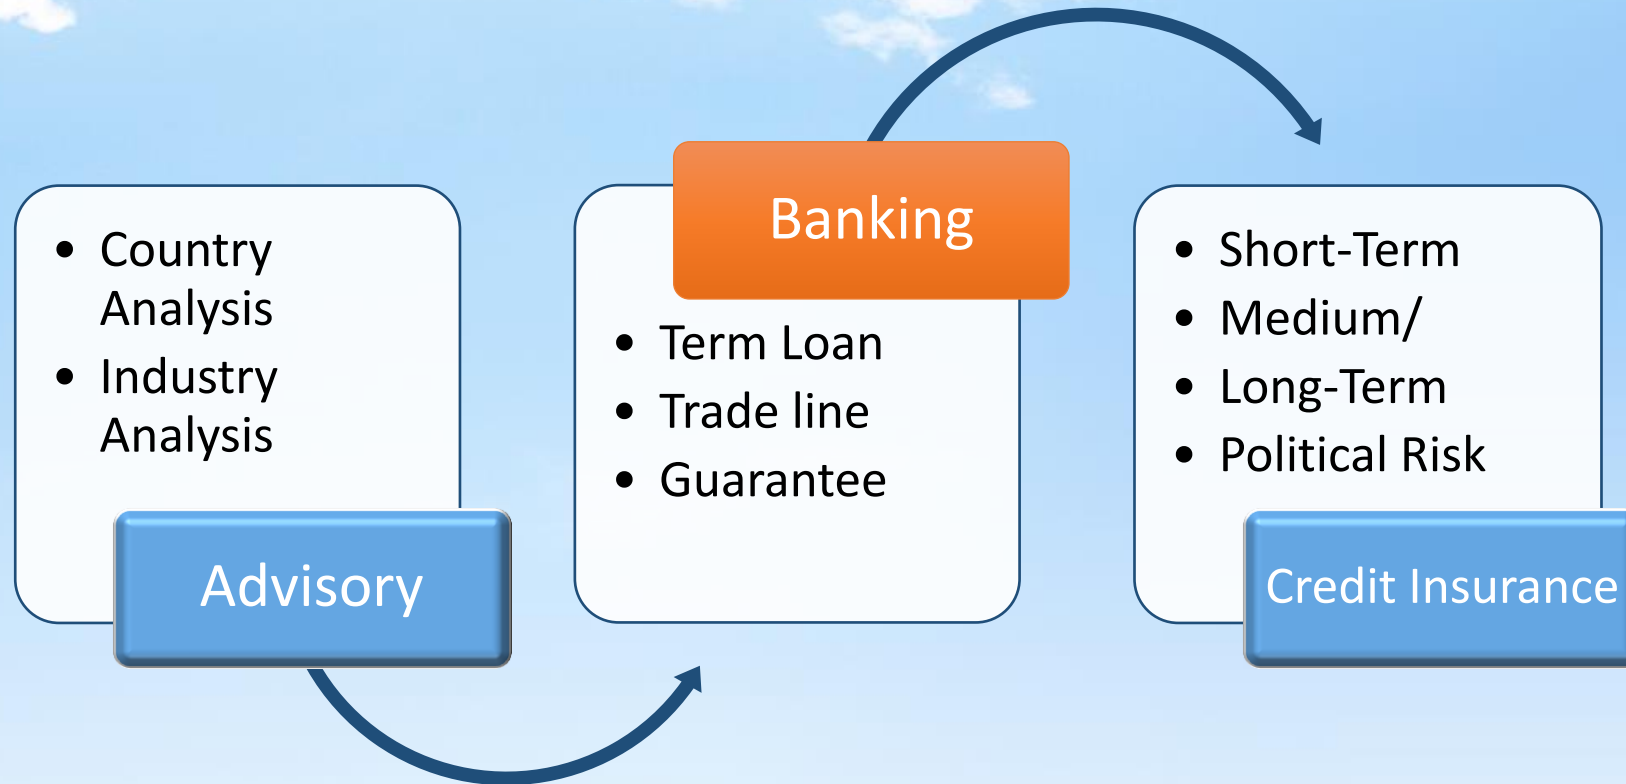 • Country
Analysis
• Industry
Analysis
Advisory
Banking
• Term Loan
• Trade line
• Guarantee
• Short-Term
• Medium/
• Long-Term
• Political Risk
Credit Insurance